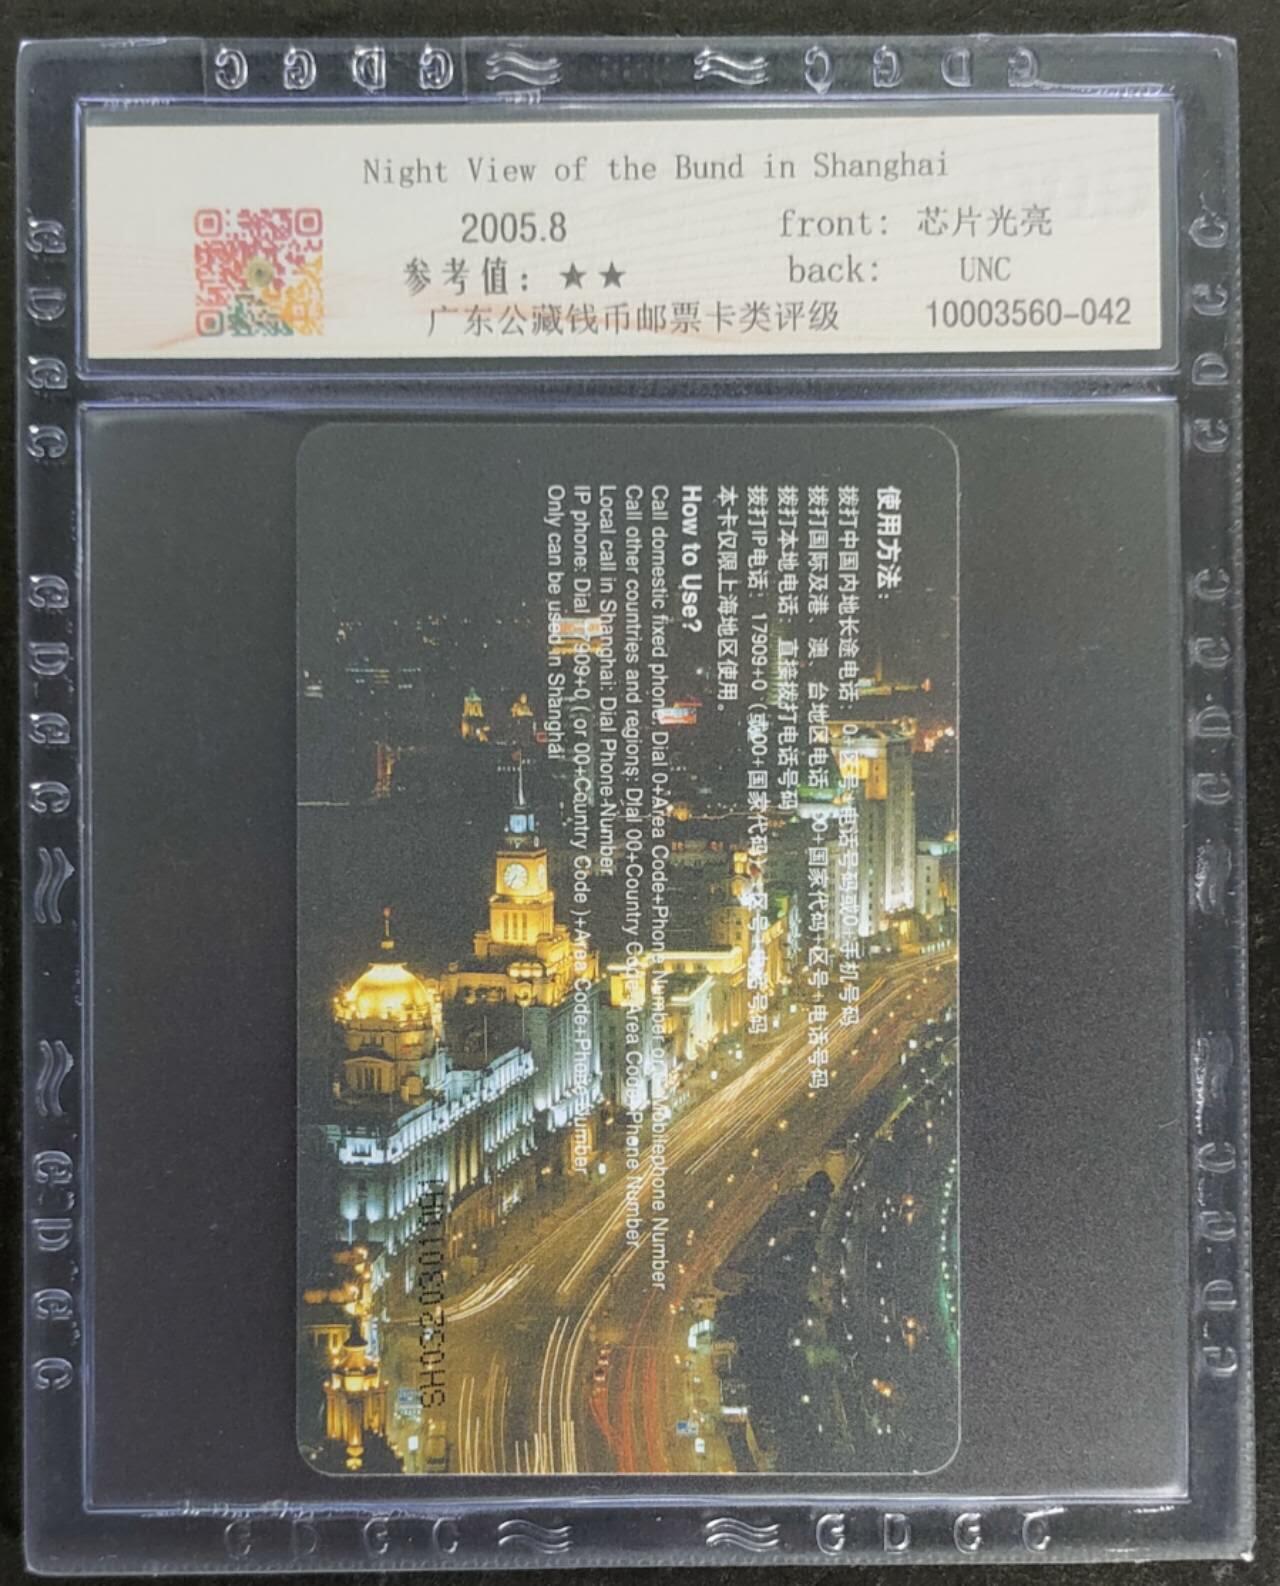 G D G C
C G D G
Night View of the Bund in Shanghai
2005.8
front: 芯片光亮
参考值: ★★
back: UNC
广东公藏钱币邮票卡类评级
10003560-042
使用方法:
拨打中国内地长途电话: 0+区号+电话号码或0+手机号码
拨打国际及港、澳、台地区电话: 00+国家代码+区号+电话号码
拨打本地电话: 直接拨打电话号码
拨打IP电话: 17909+0 (或00+国家代码) +区号+电话号码
本卡仅限上海地区使用。
How to Use?
Call domestic fixed phone: Dial 0+Area Code+Phone Number or 0+Mobilephone Number
Call other countries and regions: Dial 00+Country Code+Area Code+Phone Number
Local call in Shanghai: Dial Phone Number
IP phone: Dial 17909+0 ( or 00+Country Code )+Area Code+Phone Number
Only can be used in Shanghai
G D G C
G D G C
G D G C
G D G C
G D G C